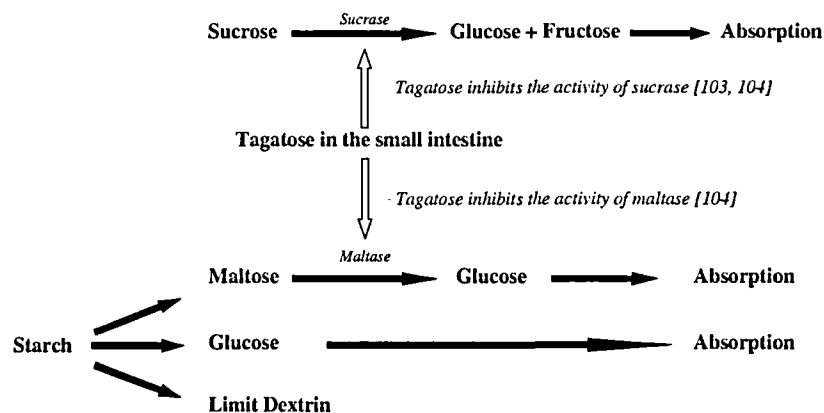 Sucrase
Sucrose Glucose + Fructose Absorption
Tagatose inhibits the activity of sucrase [103, 104]
Tagatose in the small intestine
Tagatose inhibits the activity of maltase [104]
Maltase
Maltose Glucose Absorption
Starch Glucose Absorption
Limit Dextrin